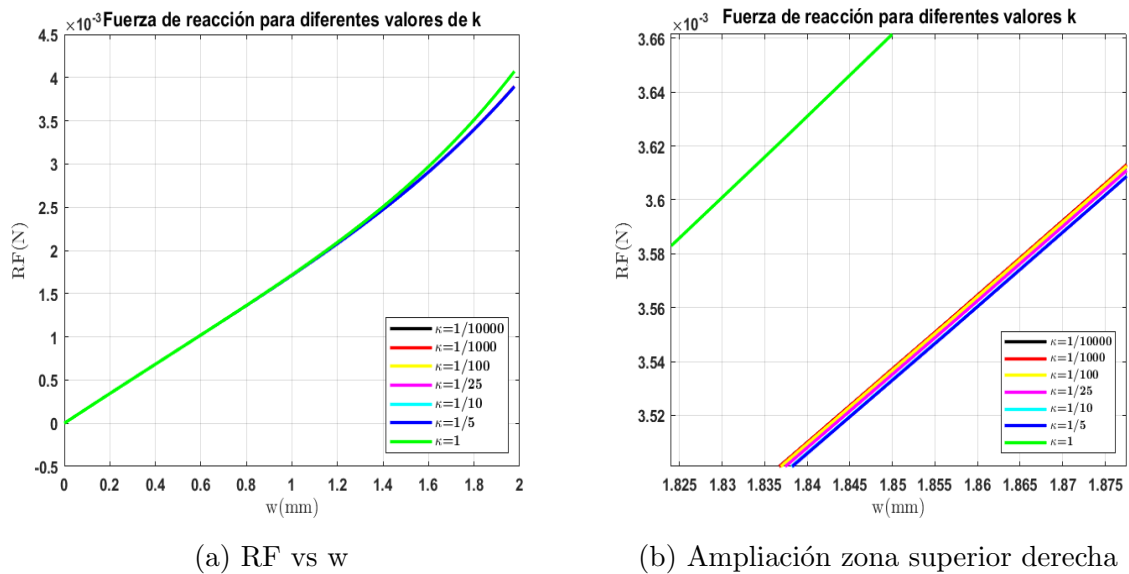 ×10⁻³ Fuerza de reacción para diferentes valores de k
4.5
4
3.5
3
2.5
2
1.5
1
0.5
0
-0.5
RF(N)
0 0.2 0.4 0.6 0.8 1 1.2 1.4 1.6 1.8 2
w(mm)
κ=1/10000
κ=1/1000
κ=1/100
κ=1/25
κ=1/10
κ=1/5
κ=1
(a) RF vs w
×10⁻³
Fuerza de reacción para diferentes valores k
3.66
3.64
3.62
3.6
3.58
3.56
3.54
3.52
RF(N)
1.825 1.83 1.835 1.84 1.845 1.85 1.855 1.86 1.865 1.87 1.875
w(mm)
κ=1/10000
κ=1/1000
κ=1/100
κ=1/25
κ=1/10
κ=1/5
κ=1
(b) Ampliación zona superior derecha